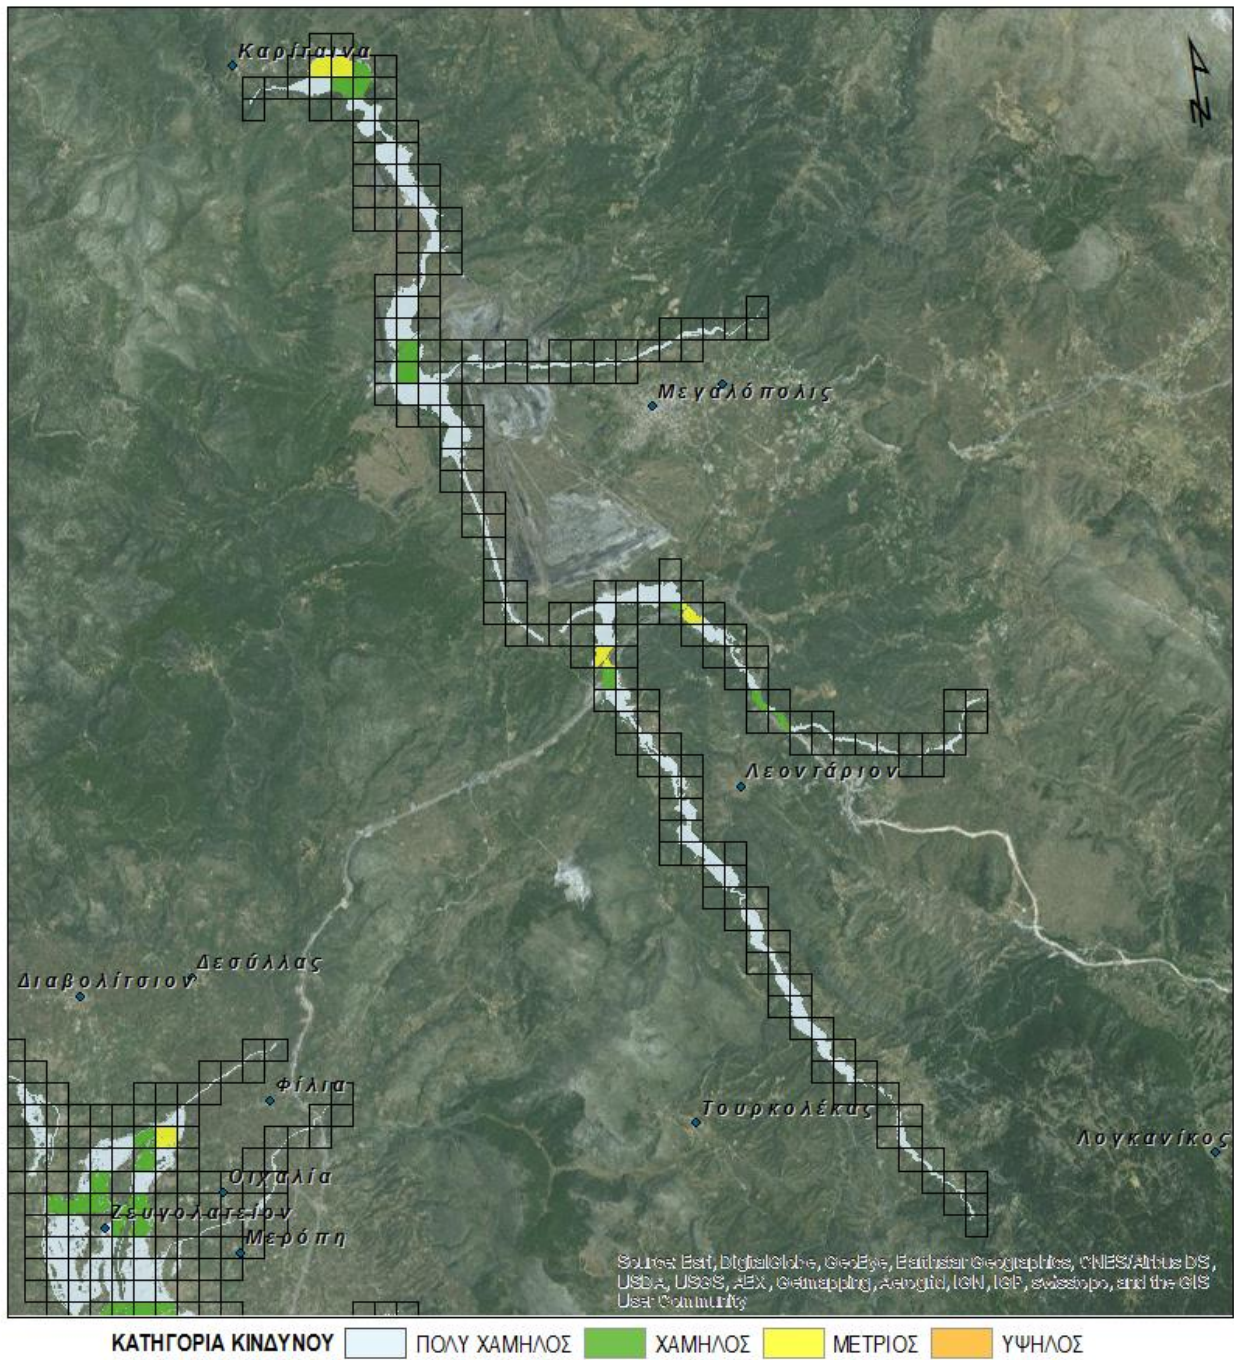 Καρίταινα
N
Μεγαλόπολις
Λεοντάριον
Δεσύλλας
Διαβολίτσιον
Φίλια
Τουρκολέκας
Λογκανίκος
Οιχαλία
Ζευγολατείον
Μερόπη
Source: Esri, DigitalGlobe, GeoEye, Earthstar Geographics, CNES/Airbus DS,
USDA, USGS, AEX, Getmapping, Aerogrid, IGN, IGP, swisstopo, and the GIS
User Community
ΚΑΤΗΓΟΡΙΑ ΚΙΝΔΥΝΟΥ ΠΟΛΥ ΧΑΜΗΛΟΣ ΧΑΜΗΛΟΣ ΜΕΤΡΙΟΣ ΥΨΗΛΟΣ